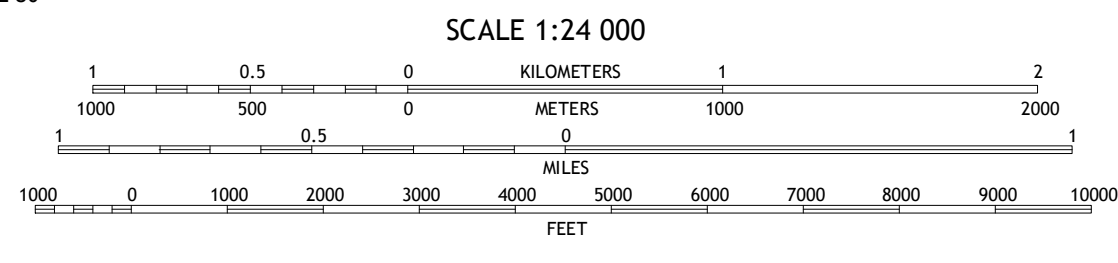 SCALE 1:24 000
1 0.5 0 KILOMETERS 1 2
1000 500 0 METERS 1000 2000
1 0.5 0 1
MILES
1000 0 1000 2000 3000 4000 5000 6000 7000 8000 9000 10000
FEET